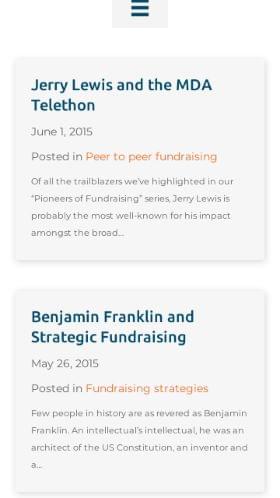 Jerry Lewis and the MDA
Telethon
June 1, 2015
Posted in Peer to peer fundraising
Of all the trailblazers we've highlighted in our
"Pioneers of Fundraising" series, Jerry Lewis is
probably the most well-known for his impact
amongst the broad...
Benjamin Franklin and
Strategic Fundraising
May 26, 2015
Posted in Fundraising strategies
Few people in history are as revered as Benjamin
Franklin. An intellectual's intellectual, he was an
architect of the US Constitution, an inventor and
a...